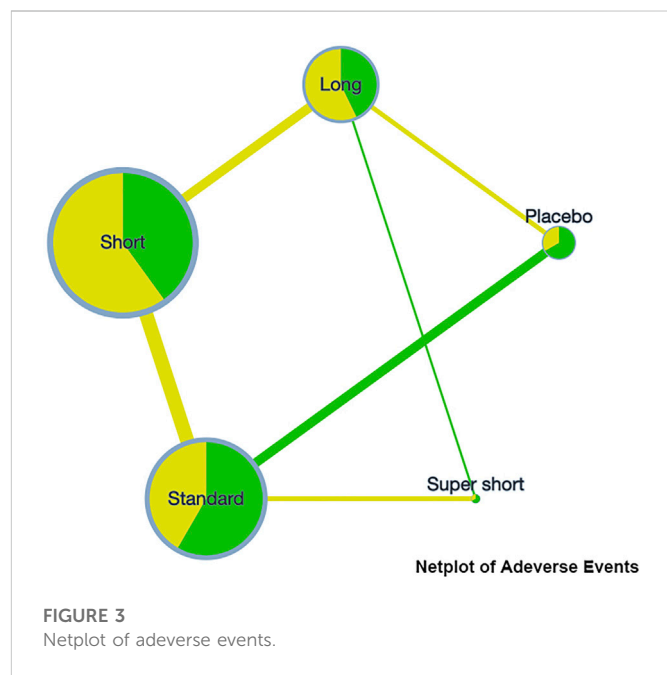 Long
Placebo
Short
Super short
Standard
Netplot of Adeverse Events
FIGURE 3
Netplot of adeverse events.